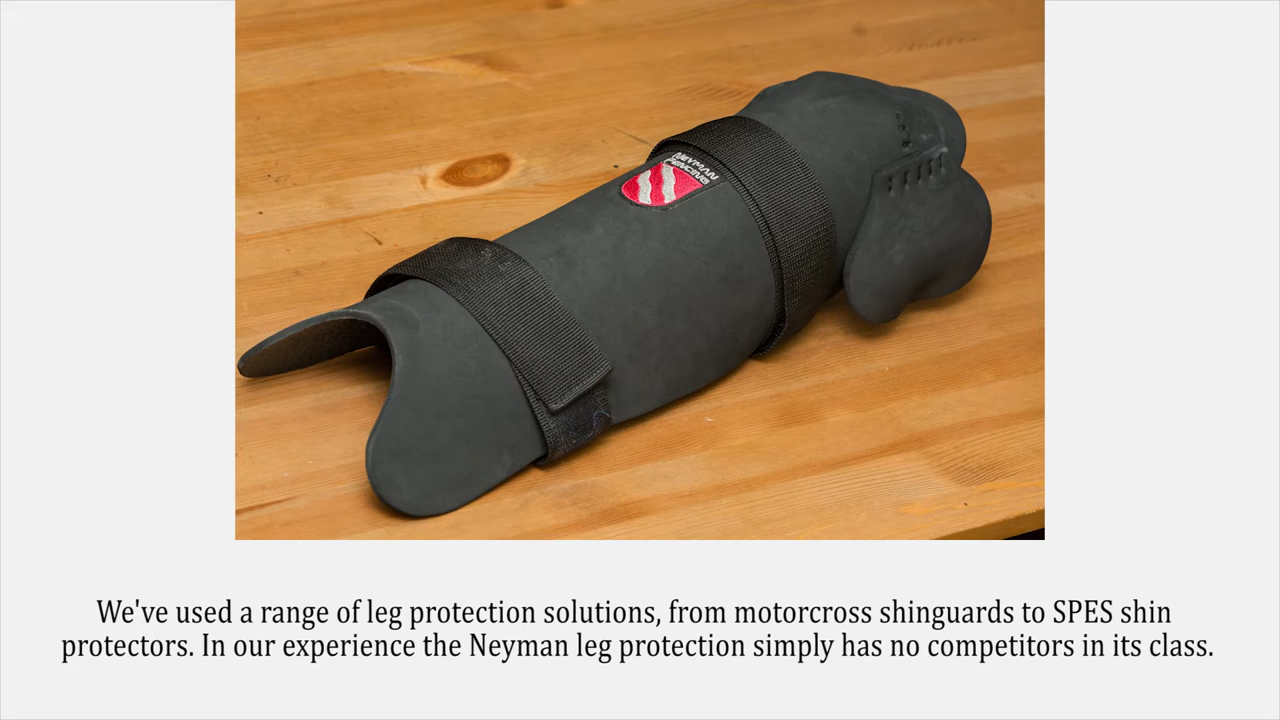 NEYMAN
FENCING
We've used a range of leg protection solutions, from motorcross shinguards to SPES shin
protectors. In our experience the Neyman leg protection simply has no competitors in its class.